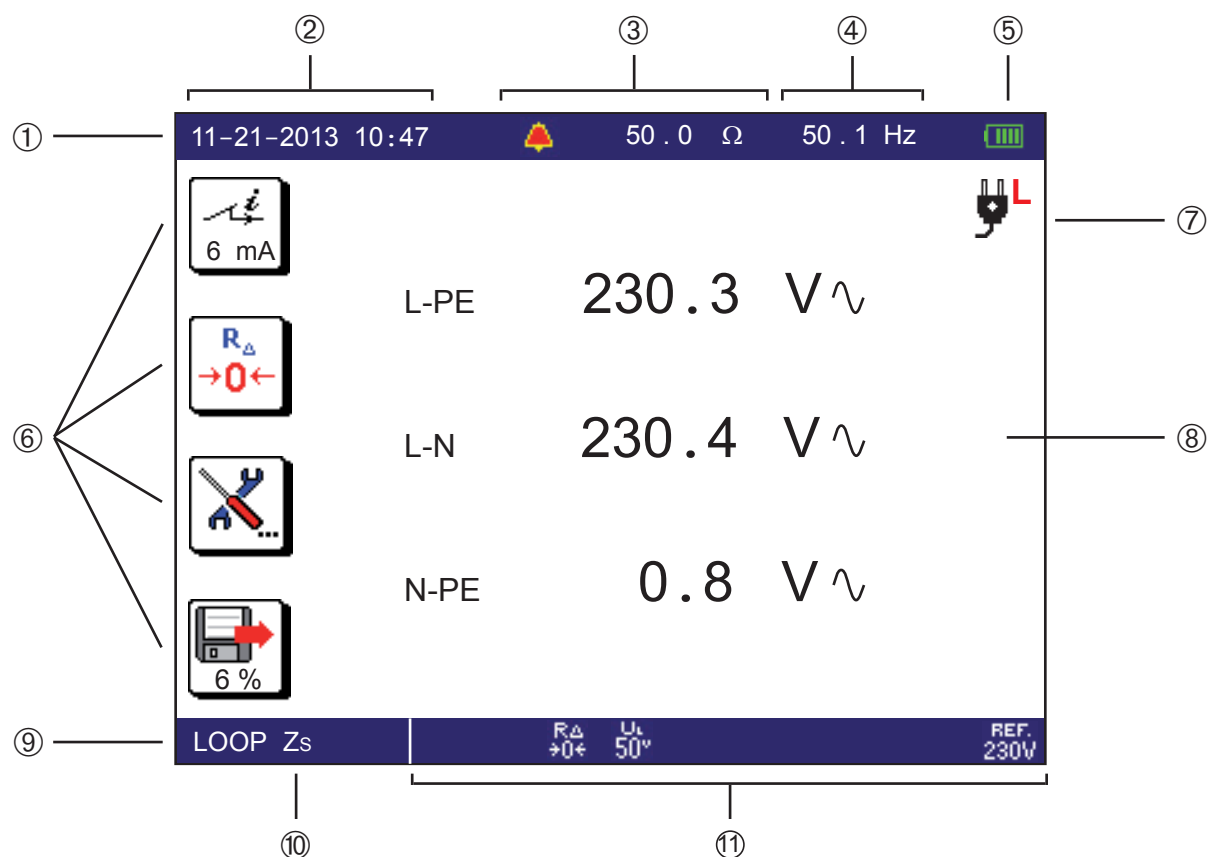 ② ③ ④ ⑤
① 11-21-2013 10:47 50.0 Ω 50.1 Hz
i
6 mA
L
⑦
L-PE 230.3 V
R△
→0←
⑥
L-N 230.4 V
⑧
...
N-PE 0.8 V
6 %
⑨ LOOP Zs R△ →0← UL 50V REF. 230V
⑩ ⑪